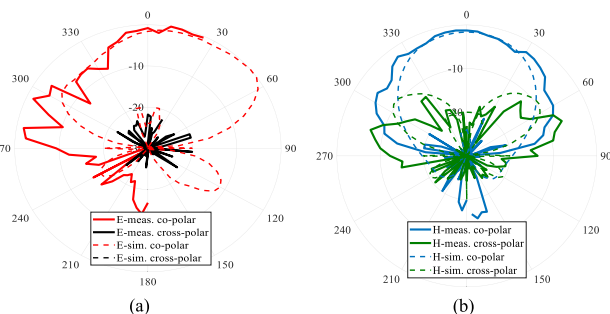 0
330
30
300
-10
60
-20
70
90
240
120
210
150
180
E-meas. co-polar
E-meas. cross-polar
E-sim. co-polar
E-sim. cross-polar
(a)
0
330
30
300
-10
60
-20
270
90
240
120
210
150
H-meas. co-polar
H-meas. cross-polar
H-sim. co-polar
H-sim. cross-polar
(b)